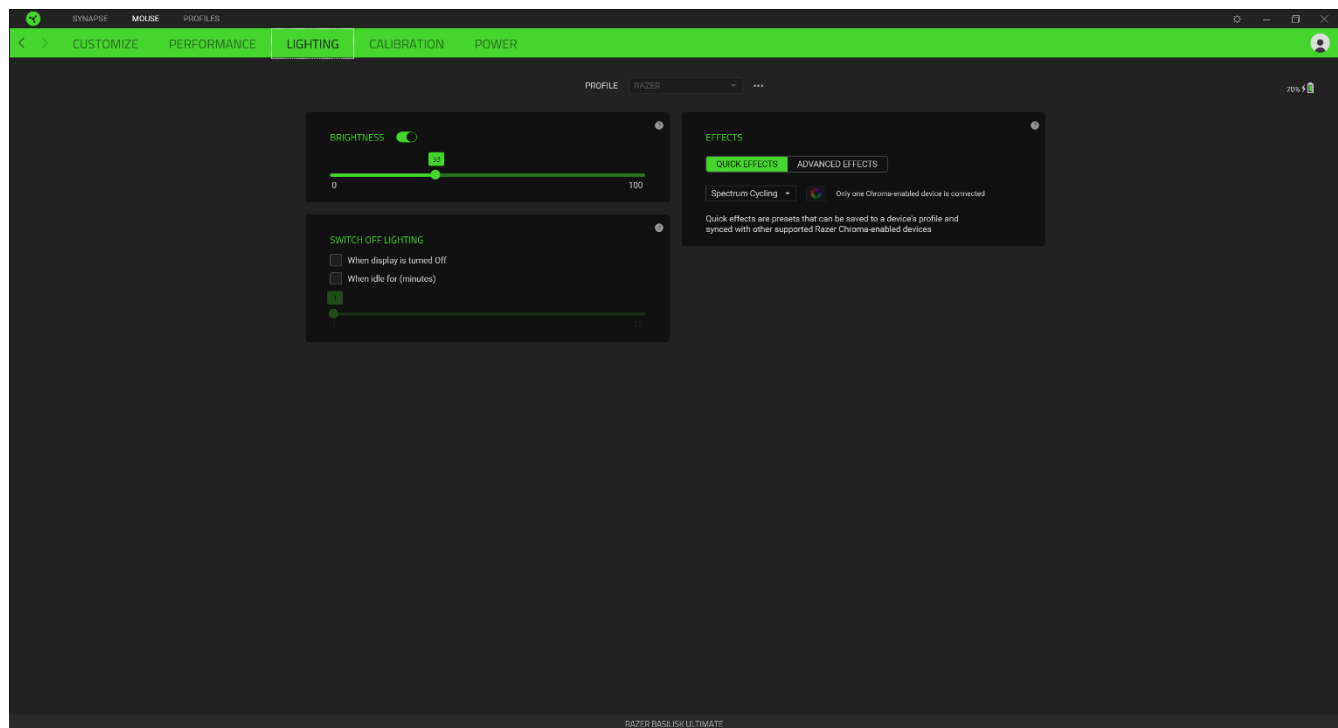 SYNAPSE MOUSE PROFILES
CUSTOMIZE PERFORMANCE LIGHTING CALIBRATION POWER
PROFILE RAZER
70%
BRIGHTNESS
33
0 100
SWITCH OFF LIGHTING
When display is turned Off
When idle for (minutes)
1
1 15
EFFECTS
QUICK EFFECTS ADVANCED EFFECTS
Spectrum Cycling Only one Chroma-enabled device is connected
Quick effects are presets that can be saved to a device's profile and
synced with other supported Razer Chroma-enabled devices
RAZER BASILISK ULTIMATE